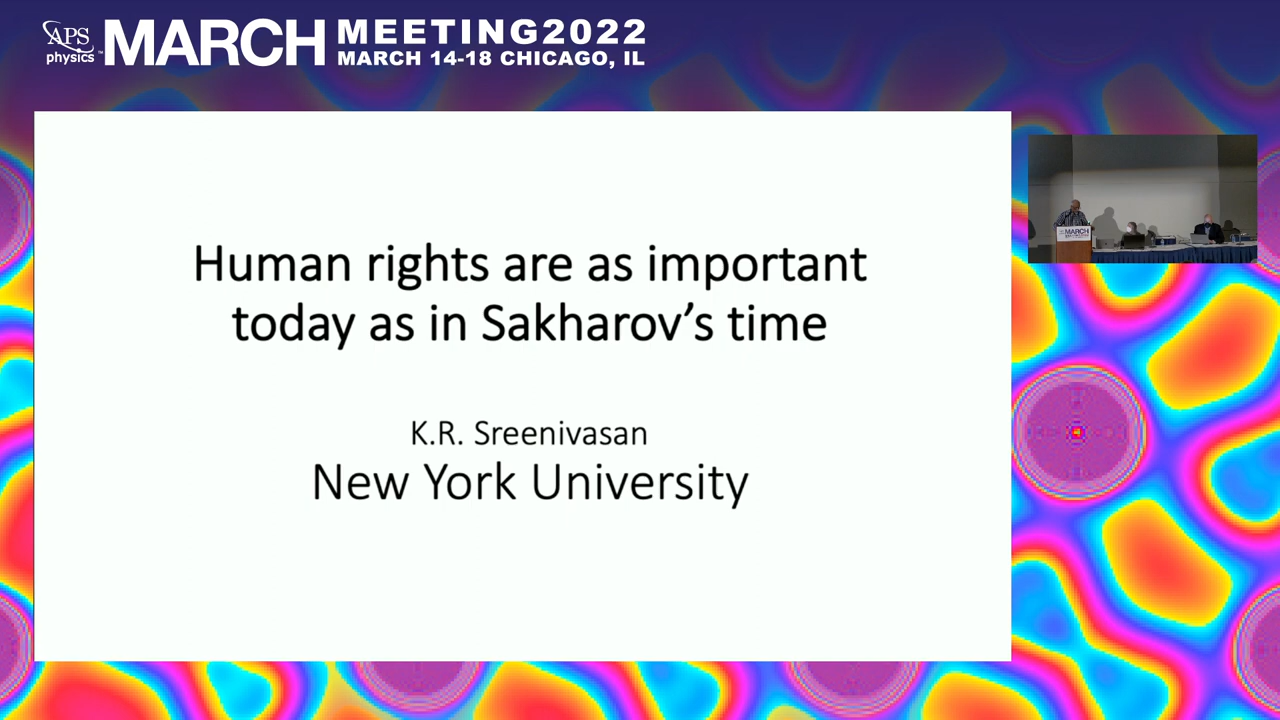 APS
physics
MARCH
MEETING2022
MARCH 14-18 CHICAGO, IL
Human rights are as important
today as in Sakharov's time
K.R. Sreenivasan
New York University
MARCH